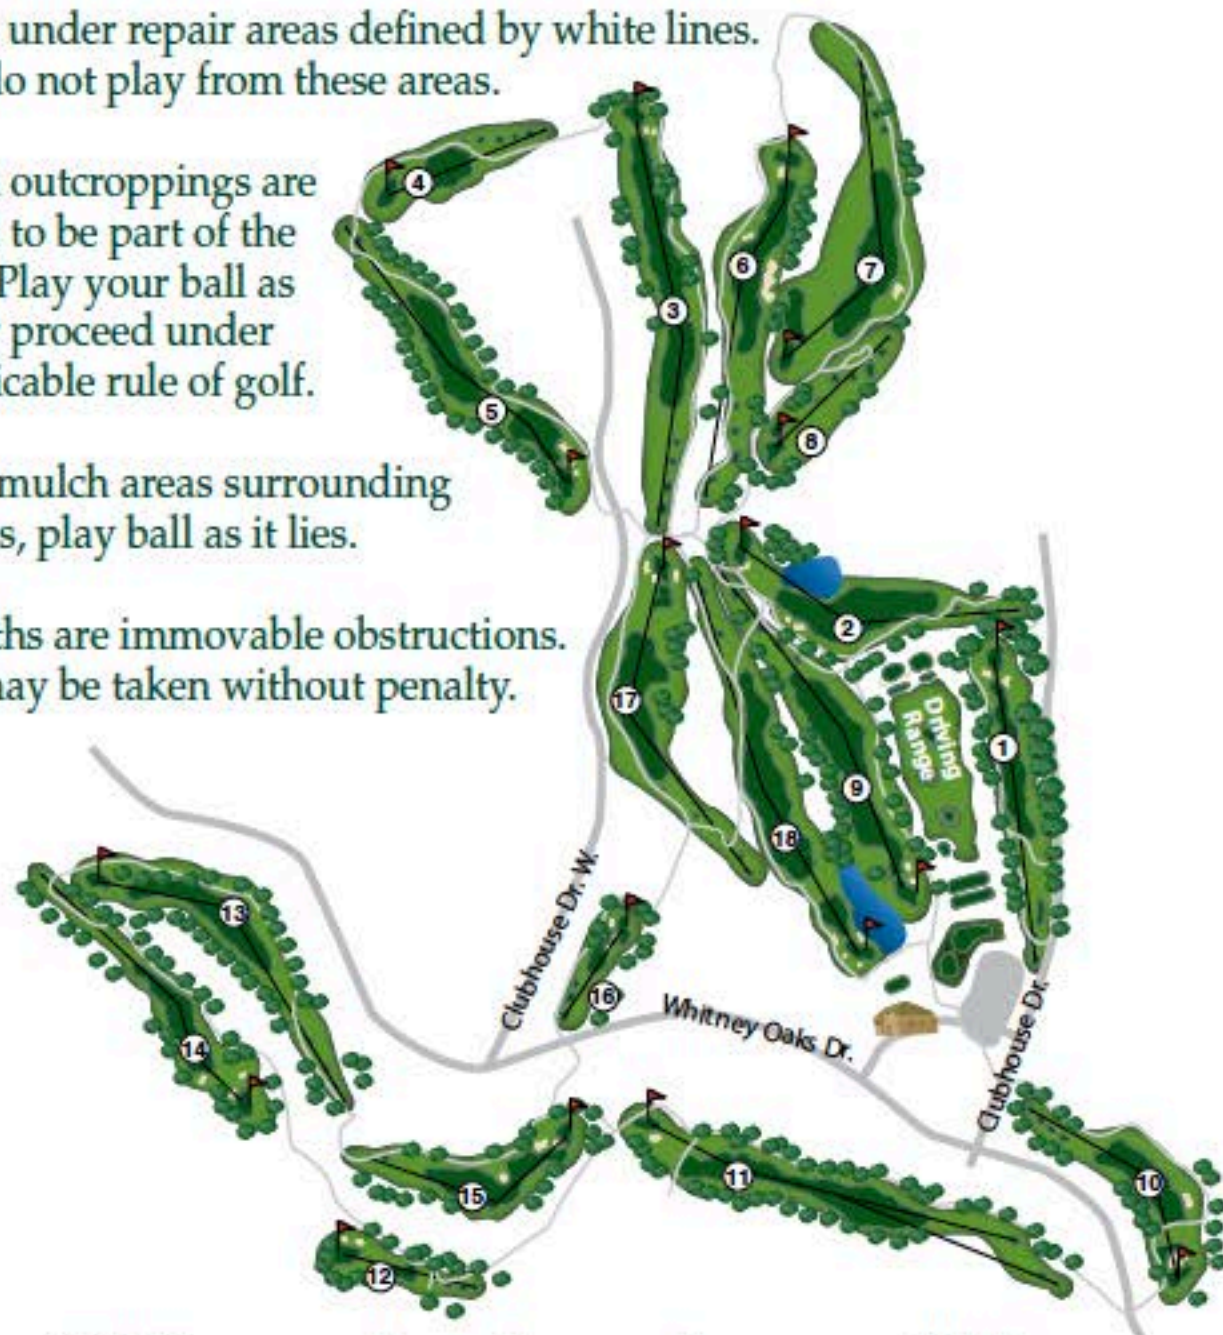 under repair areas defined by white lines.
do not play from these areas.
outcroppings are
to be part of the
Play your ball as
proceed under
icable rule of golf.
mulch areas surrounding
s, play ball as it lies.
ths are immovable obstructions.
may be taken without penalty.
4
6
7
3
5
8
2
17
Driving
Range
1
9
18
13
Clubhouse Dr. W.
16
Whitney Oaks Dr.
14
Clubhouse Dr.
11
10
15
12